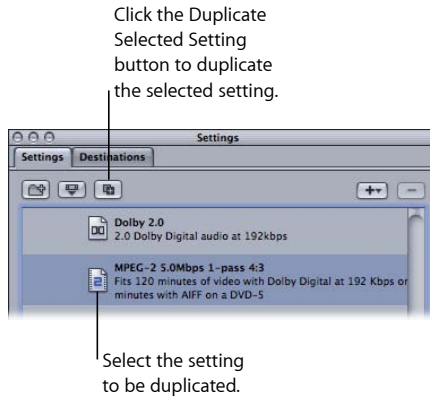 Click the Duplicate
Selected Setting
button to duplicate
the selected setting.
Settings
Settings Destinations
Dolby 2.0
2.0 Dolby Digital audio at 192kbps
MPEG-2 5.0Mbps 1-pass 4:3
Fits 120 minutes of video with Dolby Digital at 192 Kbps or
minutes with AIFF on a DVD-5
Select the setting
to be duplicated.